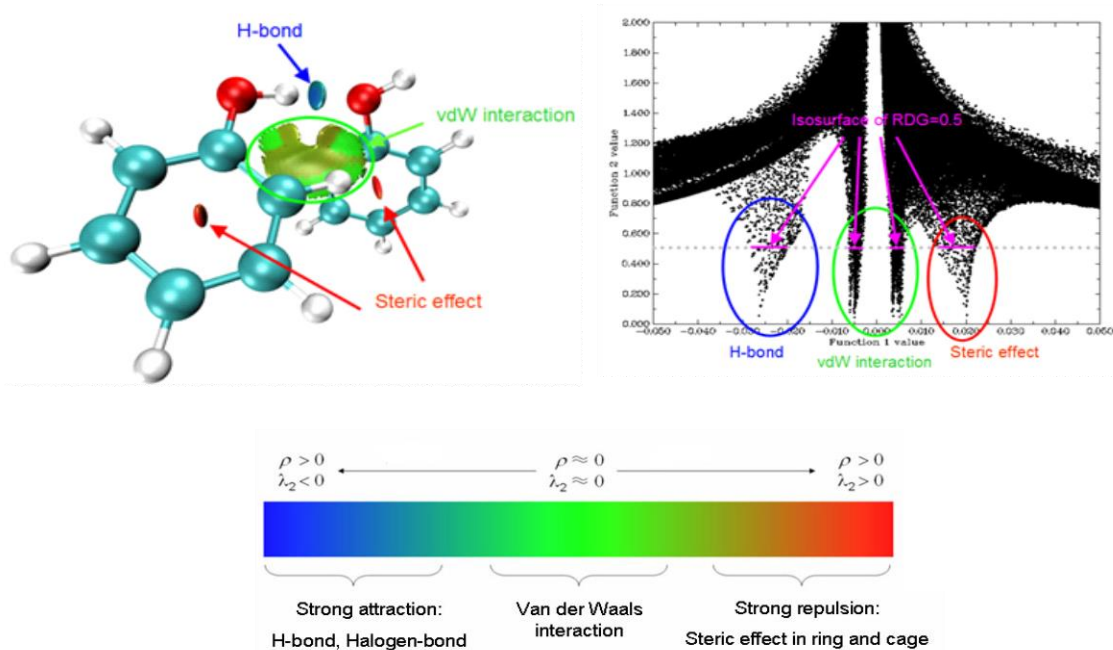 H-bond
vdW interaction
Steric effect
2.000
1.800
1.600
1.400
1.200
1.000
0.800
0.600
0.400
0.200
0.000
Function 2 value
Isosurface of RDG=0.5
−0.050 −0.040 −0.010 0.000 0.010 0.020 0.030 0.040 0.050
Function 1 value
H-bond
vdW interaction
Steric effect
ρ > 0 ρ ≈ 0 ρ > 0
λ₂< 0 λ₂≈ 0 λ₂> 0
Strong attraction: Van der Waals Strong repulsion:
H-bond, Halogen-bond interaction Steric effect in ring and cage